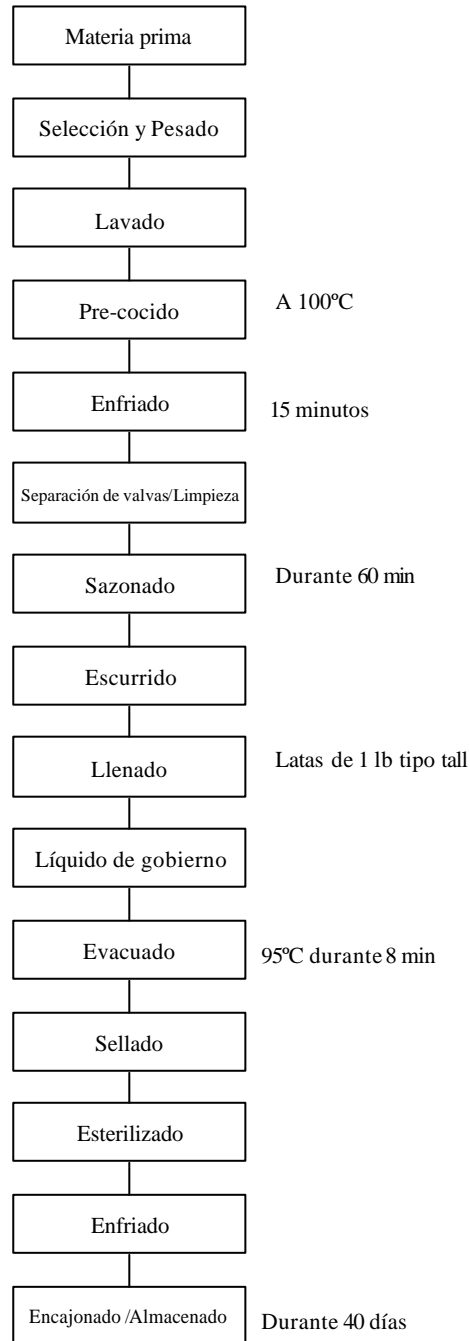 Materia prima
Selección y Pesado
Lavado
Pre-cocido
A 100ºC
Enfriado
15 minutos
Separación de valvas/Limpieza
Sazonado
Durante 60 min
Escurrido
Llenado
Latas de 1 lb tipo tall
Líquido de gobierno
Evacuado
95ºC durante 8 min
Sellado
Esterilizado
Enfriado
Encajonado /Almacenado
Durante 40 días